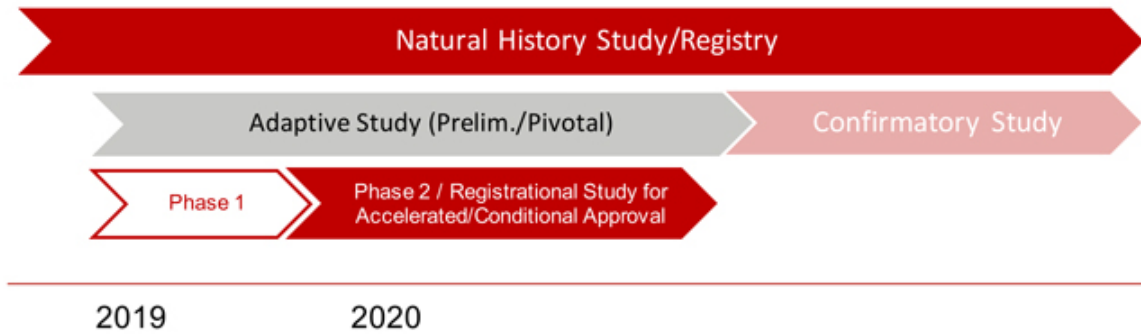 Natural History Study/Registry
Adaptive Study (Prelim./Pivotal)
Confirmatory Study
Phase 1
Phase 2 / Registrational Study for
Accelerated/Conditional Approval
2019
2020